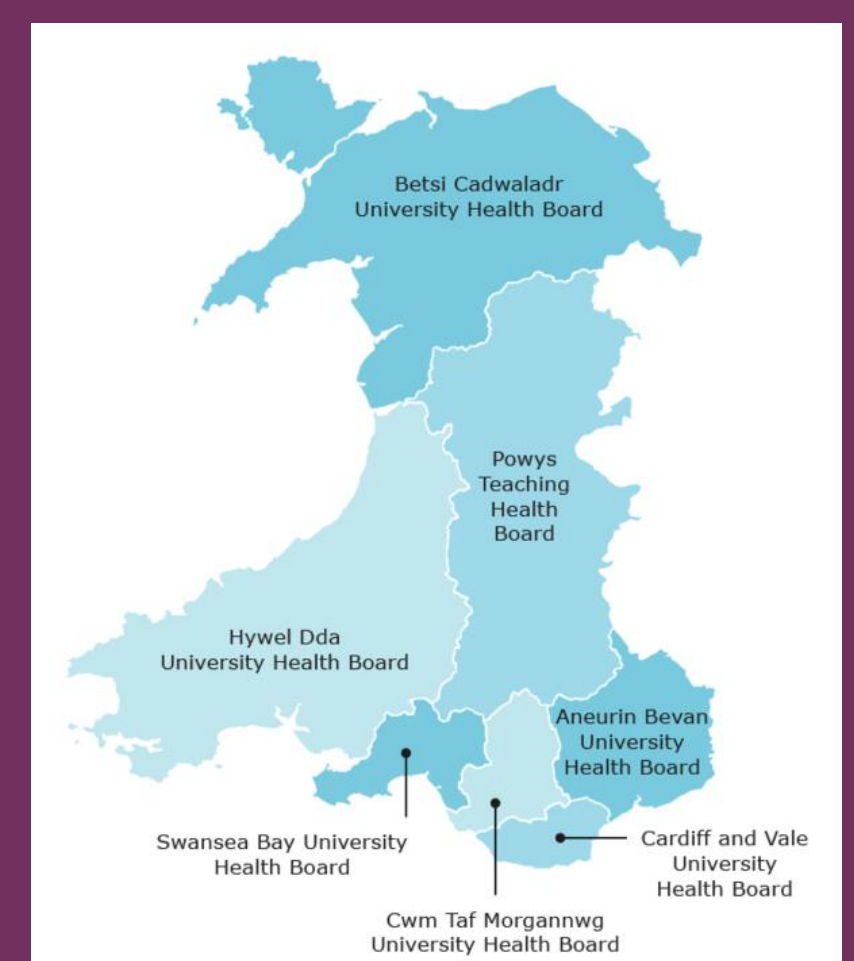 Betsi Cadwaladr
University Health Board
Powys
Teaching
Health
Board
Hywel Dda
University Health Board
Aneurin Bevan
University
Health Board
Swansea Bay University
Health Board
Cardiff and Vale
University
Health Board
Cwm Taf Morgannwg
University Health Board